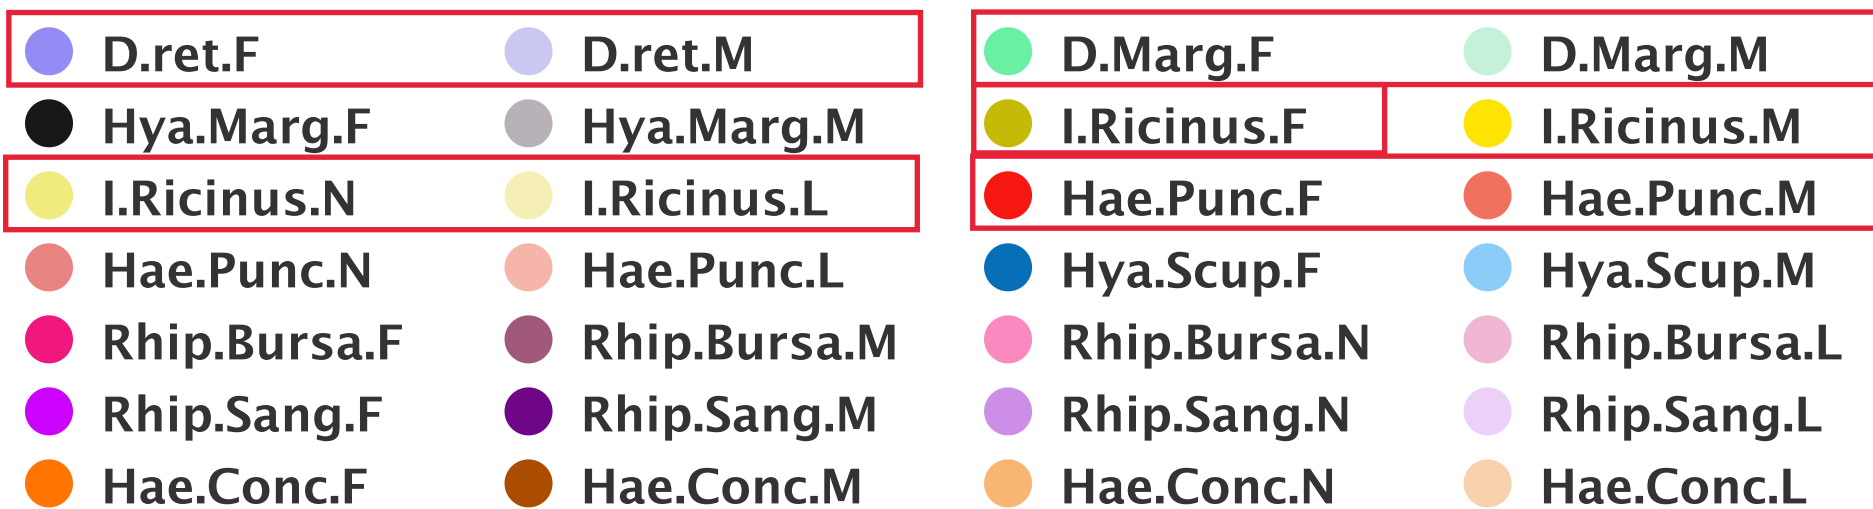 D.ret.F D.ret.M D.Marg.F D.Marg.M
Hya.Marg.F Hya.Marg.M I.Ricinus.F I.Ricinus.M
I.Ricinus.N I.Ricinus.L Hae.Punc.F Hae.Punc.M
Hae.Punc.N Hae.Punc.L Hya.Scup.F Hya.Scup.M
Rhip.Bursa.F Rhip.Bursa.M Rhip.Bursa.N Rhip.Bursa.L
Rhip.Sang.F Rhip.Sang.M Rhip.Sang.N Rhip.Sang.L
Hae.Conc.F Hae.Conc.M Hae.Conc.N Hae.Conc.L